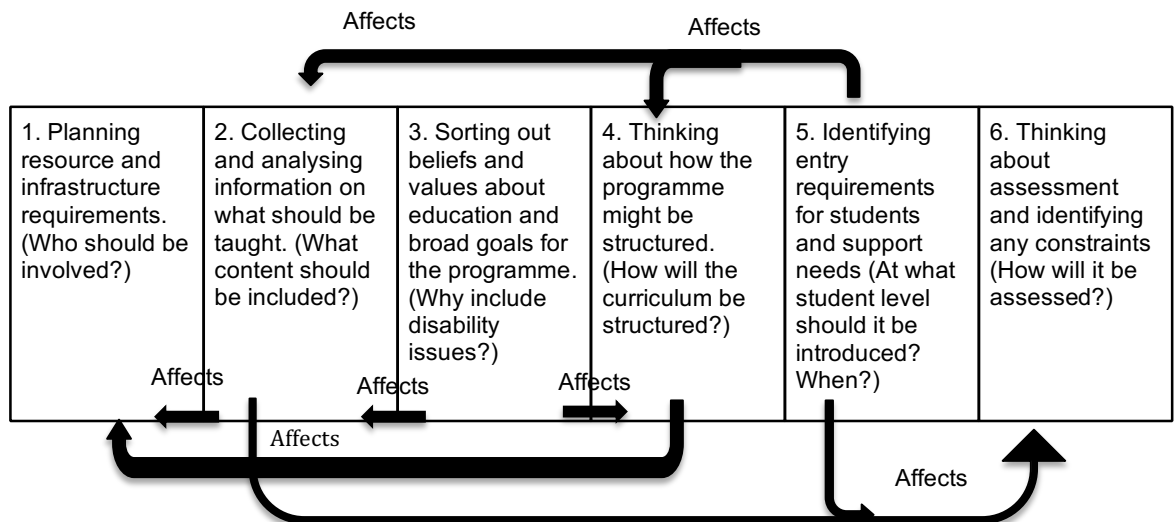 Affects
Affects
1. Planning
resource and
infrastructure
requirements.
(Who should be
involved?)
2. Collecting
and analysing
information on
what should be
taught. (What
content should
be included?)
3. Sorting out
beliefs and
values about
education and
broad goals for
the programme.
(Why include
disability
issues?)
4. Thinking
about how the
programme
might be
structured.
(How will the
curriculum be
structured?)
5. Identifying
entry
requirements
for students
and support
needs (At what
student level
should it be
introduced?
When?)
6. Thinking
about
assessment
and identifying
any constraints
(How will it be
assessed?)
Affects
Affects
Affects
Affects
Affects